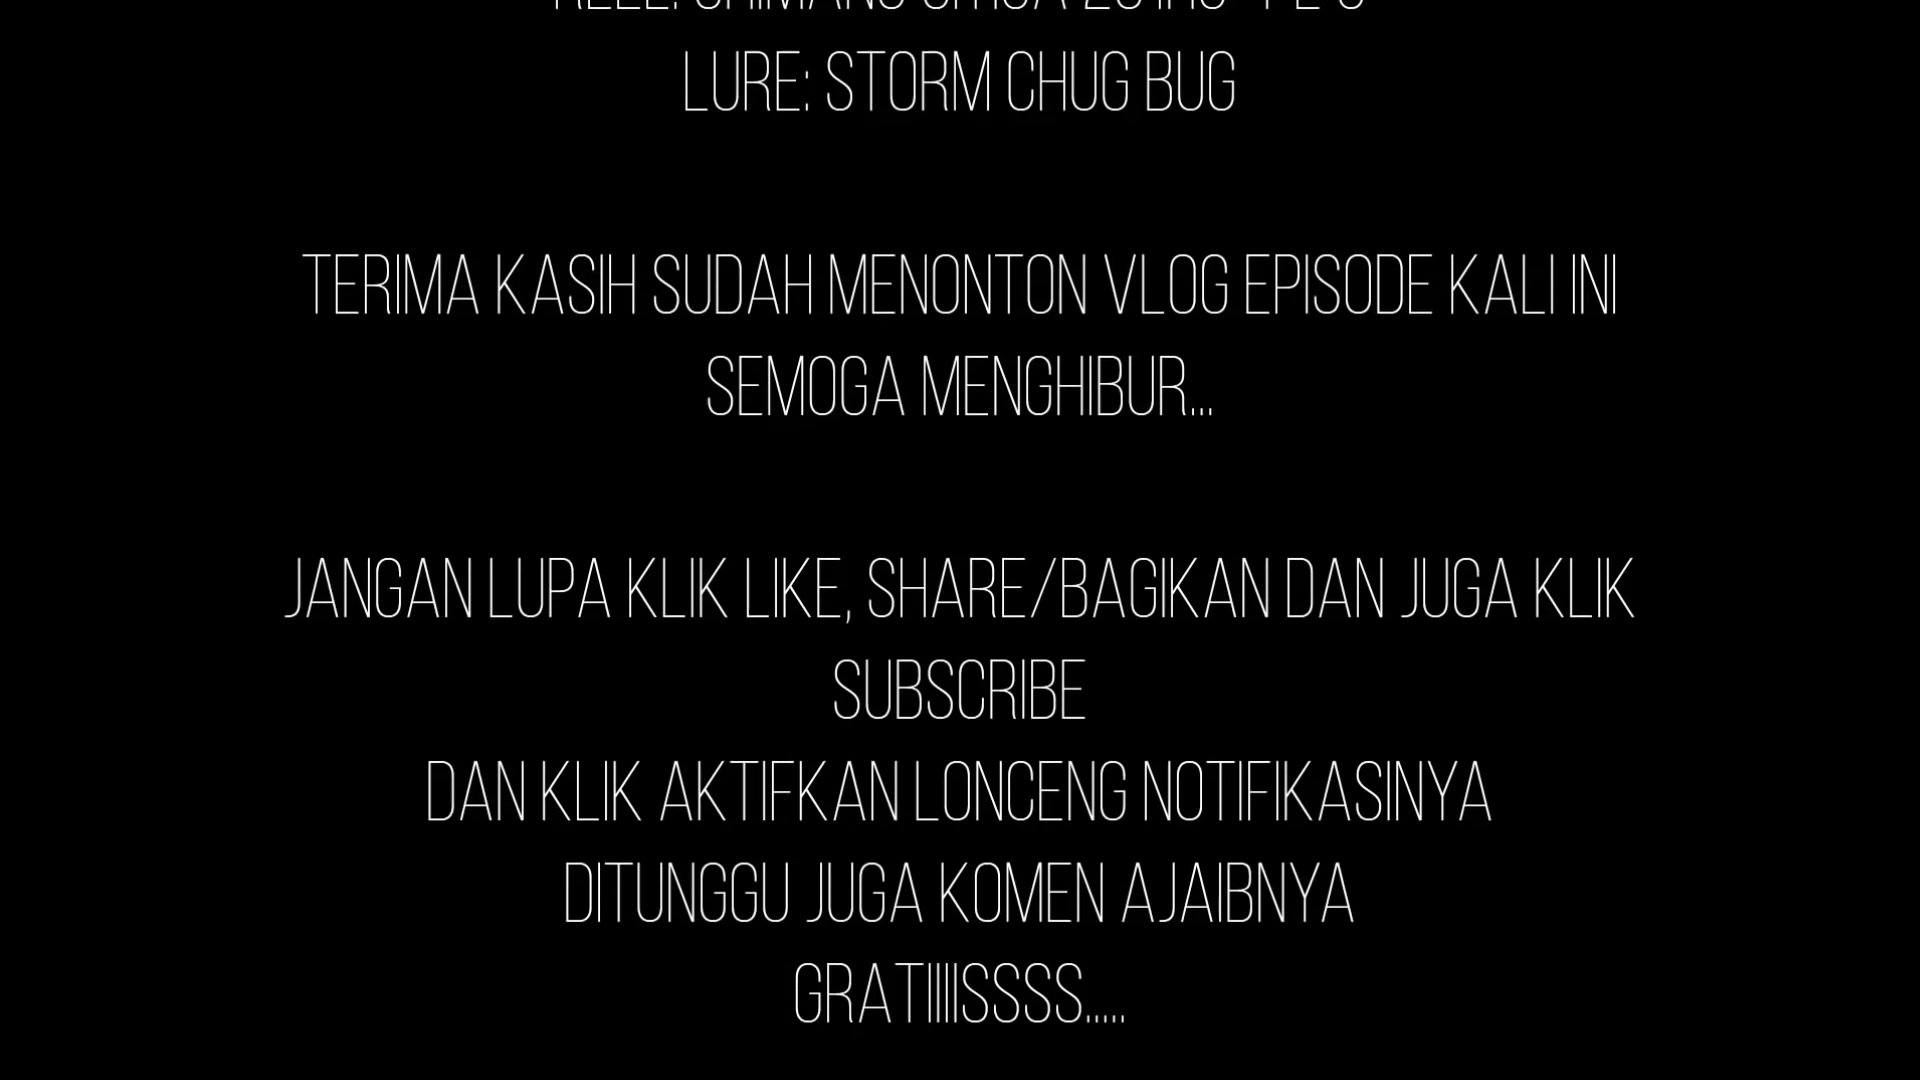 LURE: STORM CHUG BUG
TERIMA KASIH SUDAH MENONTON VLOG EPISODE KALI INI
SEMOGA MENGHIBUR...
JANGAN LUPA KLIK LIKE, SHARE/BAGIKAN DAN JUGA KLIK
SUBSCRIBE
DAN KLIK AKTIFKAN LONCENG NOTIFIKASINYA
DITUNGGU JUGA KOMEN AJAIBNYA
GRATIIIISSSS.....